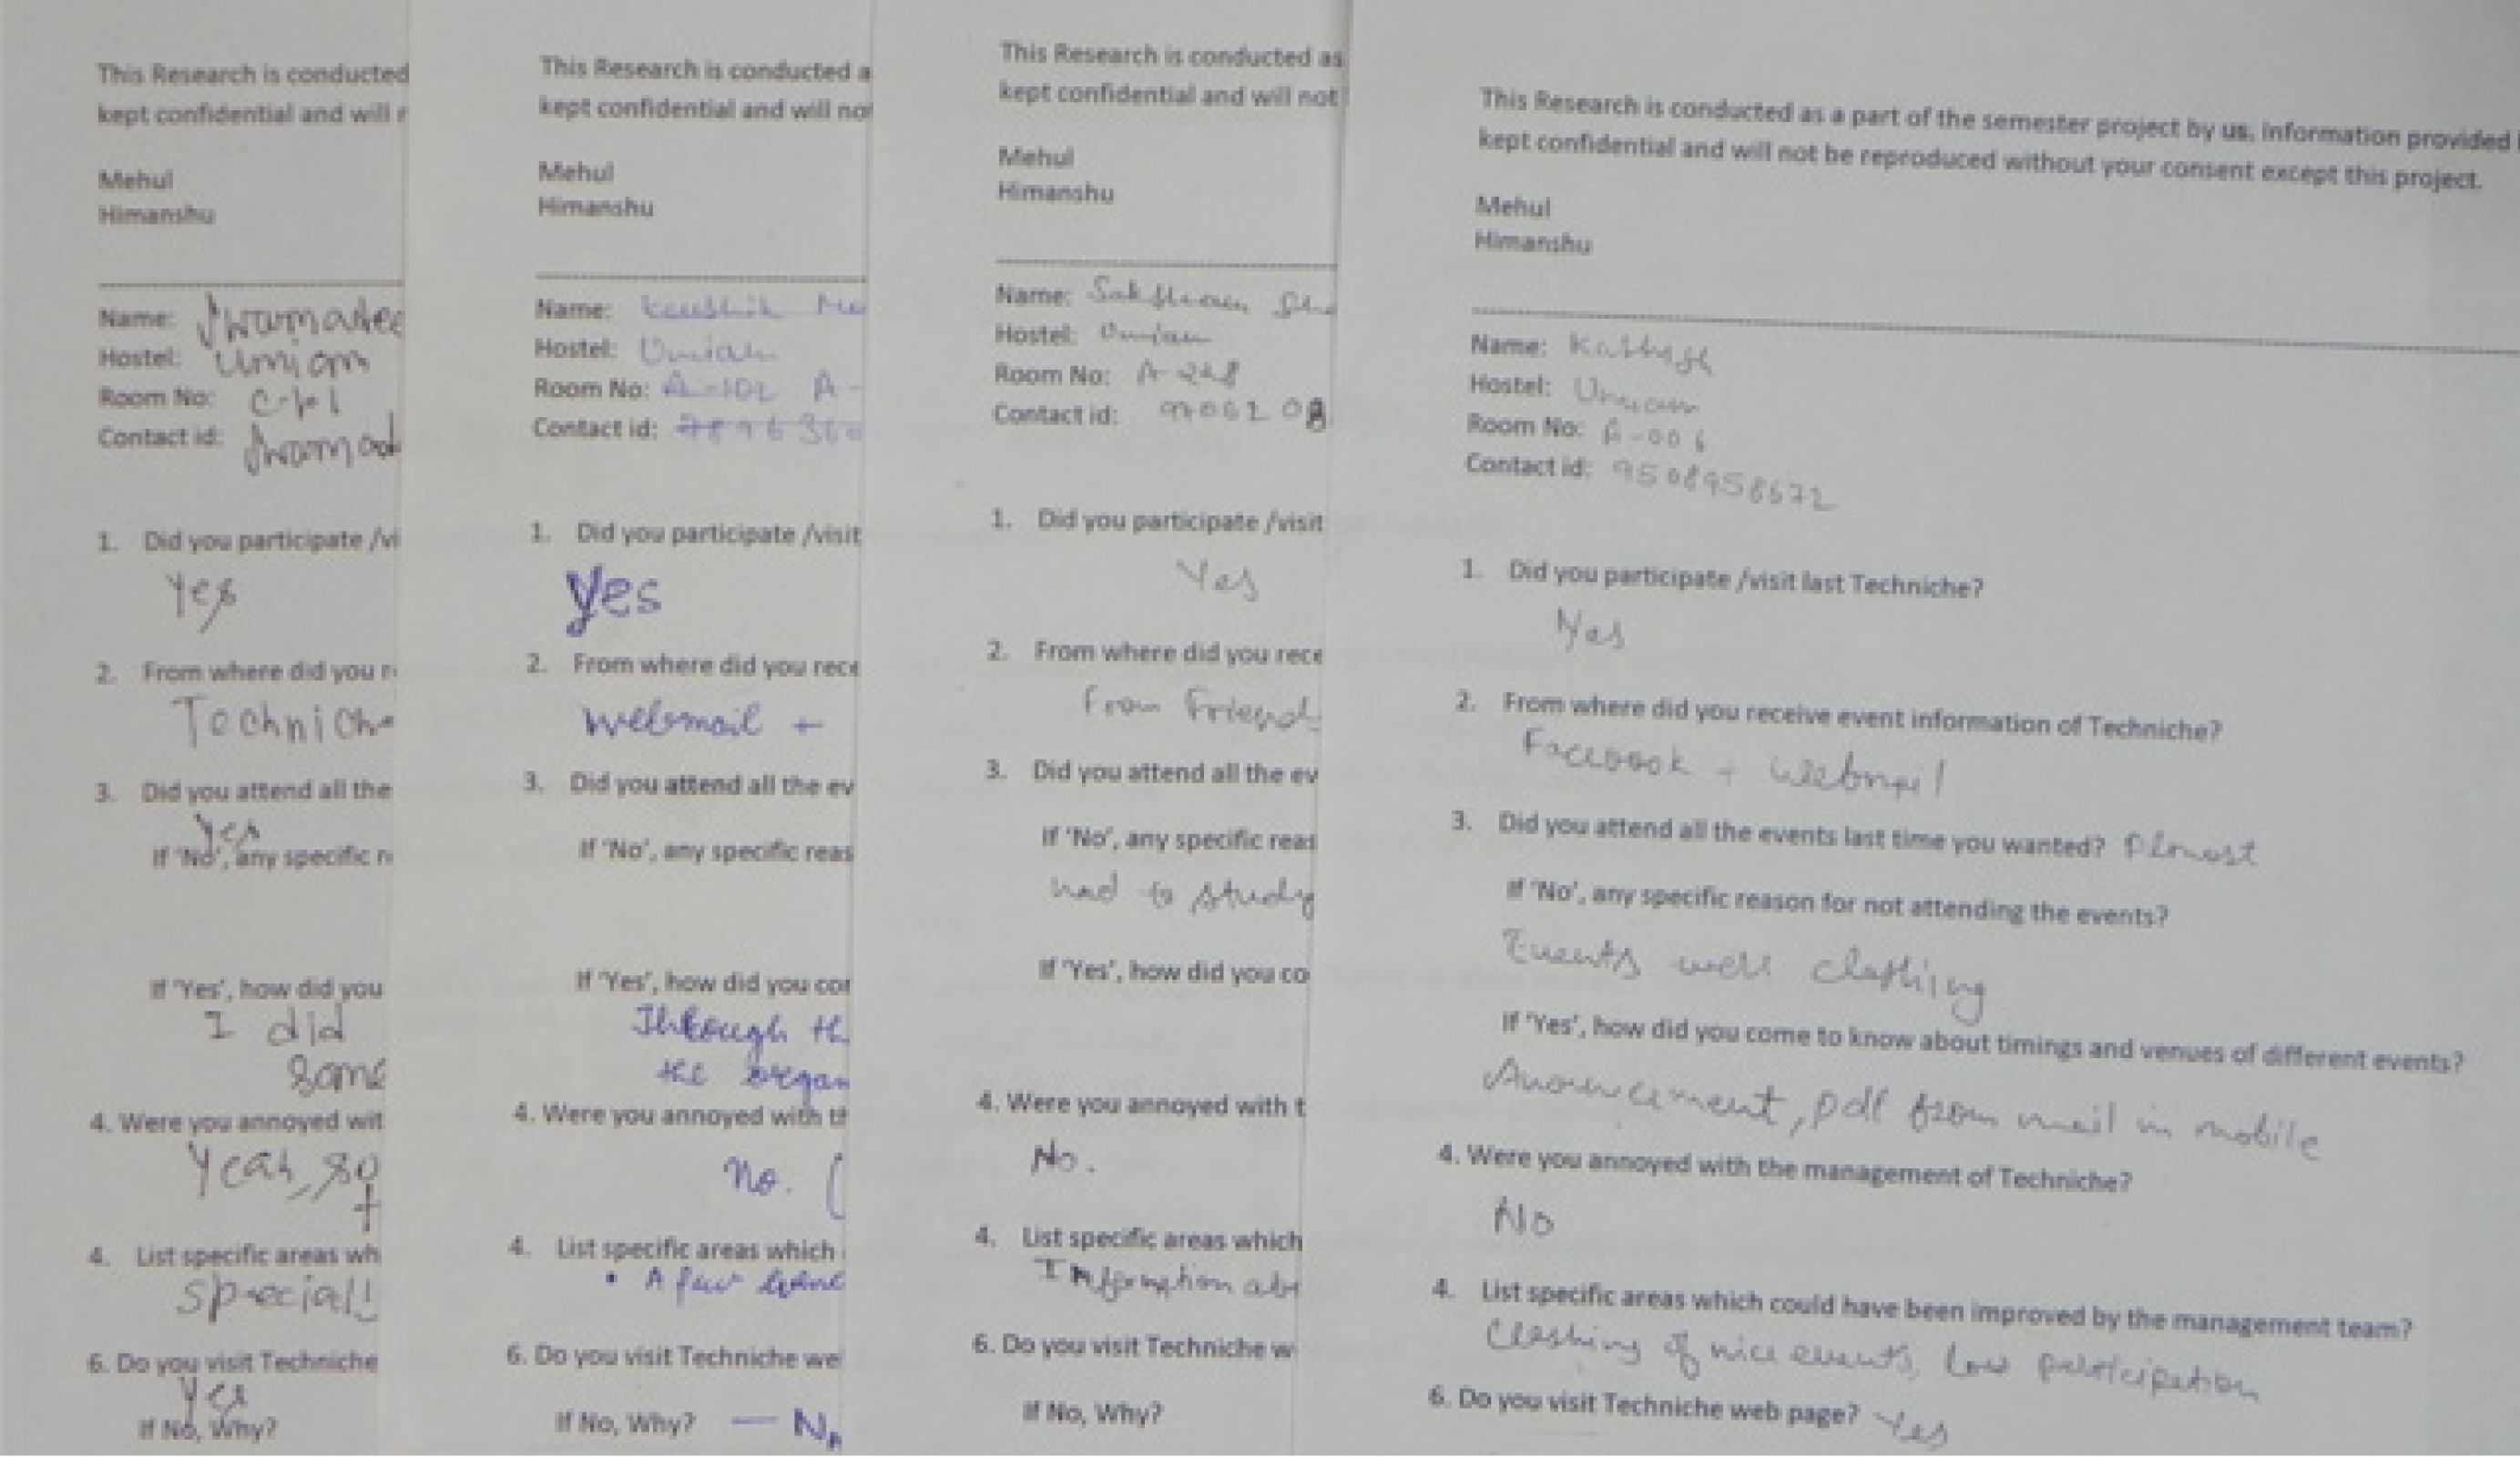 This Research is conducted
kept confidential and will
Mehul
Himanshu
Name:
Hostel: Umiam
Room No:
Contact id:
1. Did you participate /vi
Yes
2. From where did you r
Techniche
3. Did you attend all the
Yes
If 'No', any specific r
If 'Yes', how did you
I did
some
4. Were you annoyed wit
Yeah, so
4. List specific areas wh
special!
6. Do you visit Techniche
Yes
If No, Why?
This Research is conducted a
kept confidential and will not
Mehul
Himanshu
Name: Kaushik
Hostel: Umiam
Room No: A-102 A-
Contact id: 7896360
1. Did you participate /visit
yes
2. From where did you rece
webmail +
3. Did you attend all the ev
If 'No', any specific reas
If 'Yes', how did you co
Through th
the organ
4. Were you annoyed with th
No. (
4. List specific areas which
• A few
6. Do you visit Techniche we
If No, Why? — N
This Research is conducted as
kept confidential and will not
Mehul
Himanshu
Name:
Hostel: Umiam
Room No: A-228
Contact id:
1. Did you participate /visit
Yes
2. From where did you rece
From Friend
3. Did you attend all the ev
If 'No', any specific reas
had to study
If 'Yes', how did you co
4. Were you annoyed with t
No.
4. List specific areas which
Information abo
6. Do you visit Techniche w
If No, Why?
This Research is conducted as a part of the semester project by us. Information provided
kept confidential and will not be reproduced without your consent except this project.
Mehul
Himanshu
Name:
Hostel: Umiam
Room No: A-006
Contact id: 9508958672
1. Did you participate /visit last Techniche?
Yes
2. From where did you receive event information of Techniche?
Facebook + webmail
3. Did you attend all the events last time you wanted? Almost
If 'No', any specific reason for not attending the events?
Events were clashing
If 'Yes', how did you come to know about timings and venues of different events?
Anouncement, pdf from mail in mobile
4. Were you annoyed with the management of Techniche?
No
4. List specific areas which could have been improved by the management team?
Clashing of nice events, low participation
6. Do you visit Techniche web page? Yes